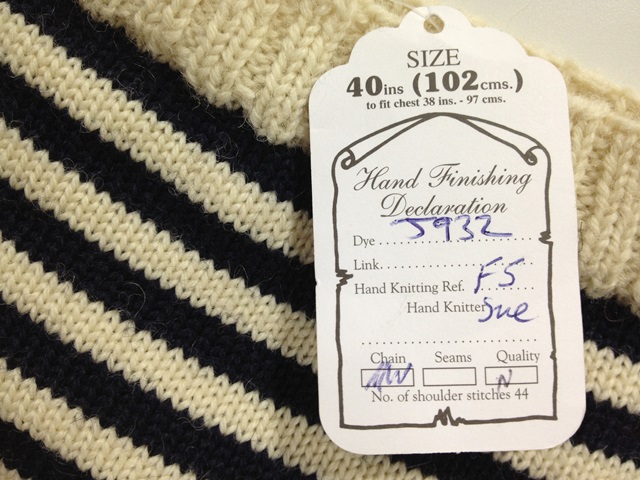 SIZE
40ins (102cms.)
to fit chest 38 ins. - 97 cms.
Hand Finishing
Declaration
Dye.......J932.......
Link.......................
Hand Knitting Ref. F5
Hand Knitter Sue
..............................
Chain Seams Quality
N
No. of shoulder stitches 44